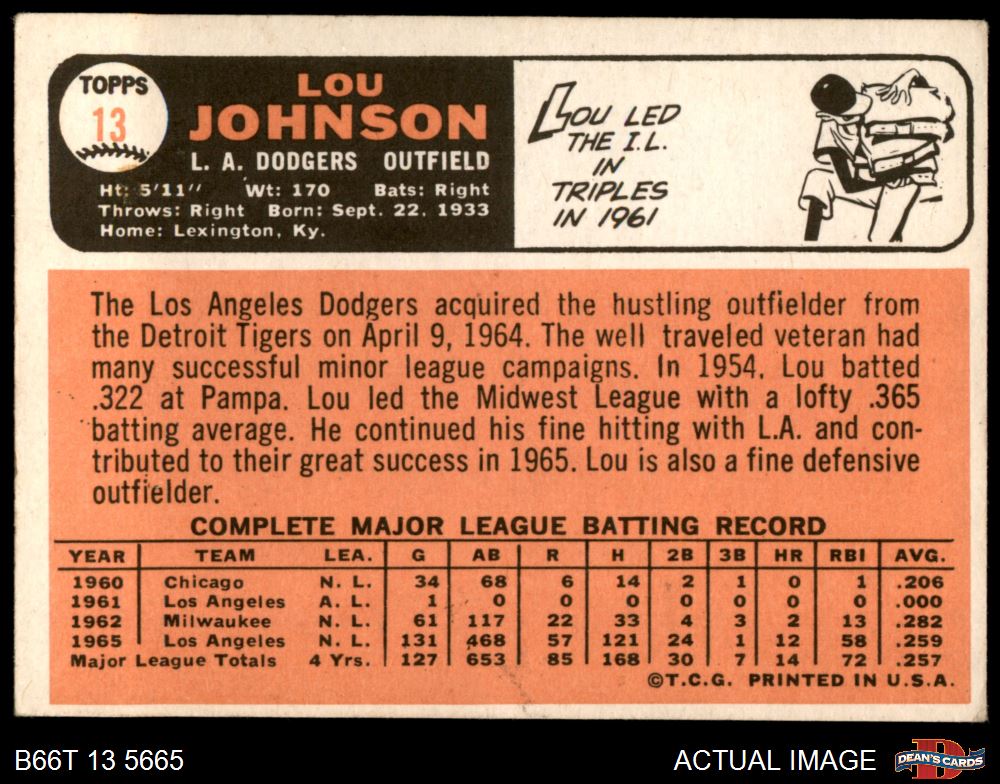 TOPPS
13
LOU
JOHNSON
L. A. DODGERS OUTFIELD
Ht: 5'11" Wt: 170 Bats: Right
Throws: Right Born: Sept. 22. 1933
Home: Lexington, Ky.
LOU LED
THE I.L.
IN
TRIPLES
IN 1961
The Los Angeles Dodgers acquired the hustling outfielder from
the Detroit Tigers on April 9, 1964. The well traveled veteran had
many successful minor league campaigns. In 1954, Lou batted
.322 at Pampa. Lou led the Midwest League with a lofty .365
batting average. He continued his fine hitting with L.A. and con-
tributed to their great success in 1965. Lou is also a fine defensive
outfielder.
COMPLETE MAJOR LEAGUE BATTING RECORD
YEAR TEAM LEA. G AB R H 2B 3B HR RBI AVG.
1960 Chicago N. L. 34 68 6 14 2 1 0 1 .206
1961 Los Angeles A. L. 1 0 0 0 0 0 0 0 .000
1962 Milwaukee N. L. 61 117 22 33 4 3 2 13 .282
1965 Los Angeles N. L. 131 468 57 121 24 1 12 58 .259
Major League Totals 4 Yrs. 127 653 85 168 30 7 14 72 .257
©T.C.G. PRINTED IN U.S.A.
B66T 13 5665
ACTUAL IMAGE
DEAN'S CARDS